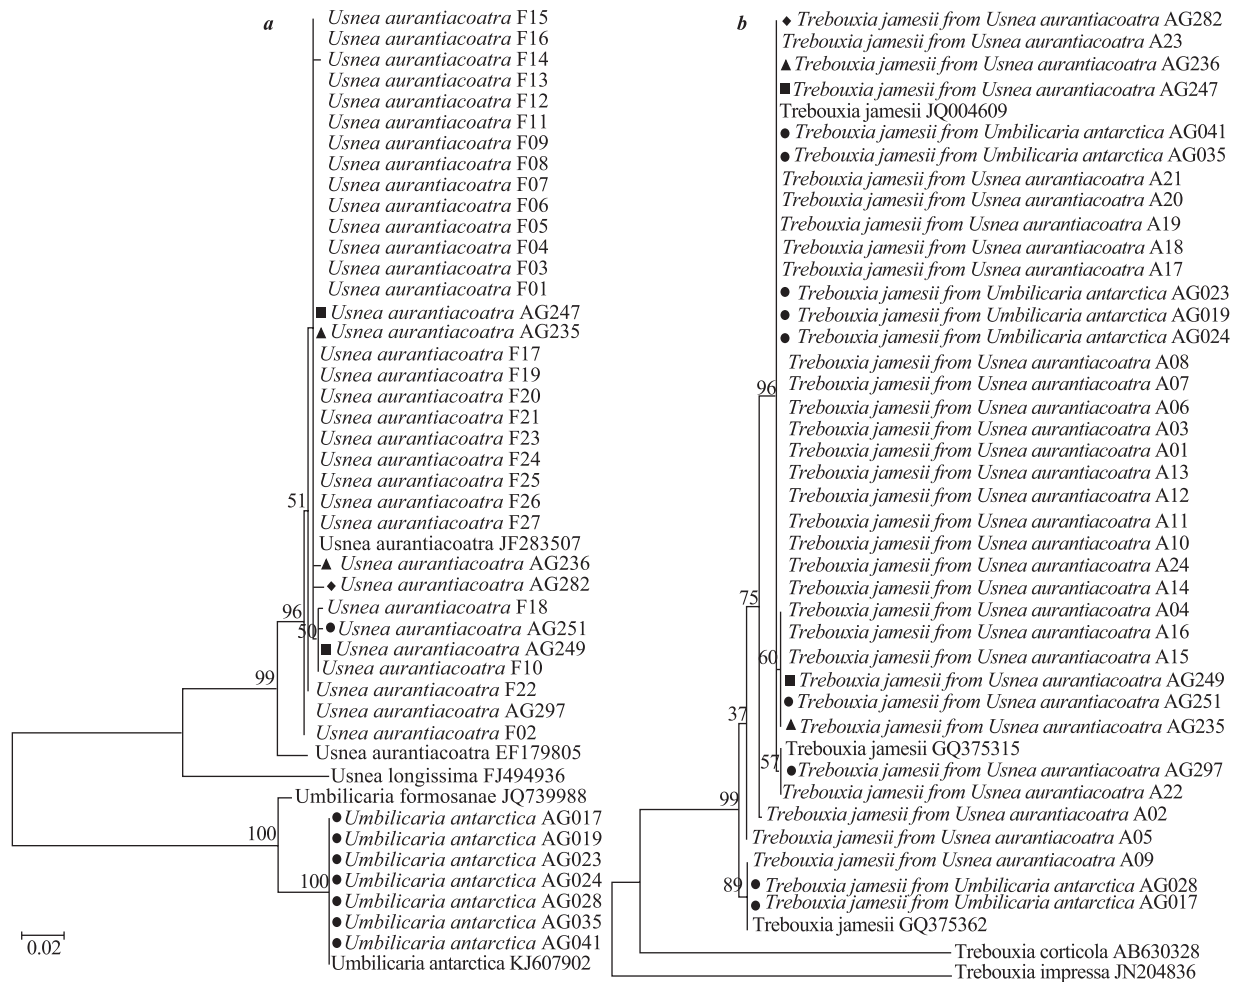 a
Usnea aurantiacoatra F15
Usnea aurantiacoatra F16
Usnea aurantiacoatra F14
Usnea aurantiacoatra F13
Usnea aurantiacoatra F12
Usnea aurantiacoatra F11
Usnea aurantiacoatra F09
Usnea aurantiacoatra F08
Usnea aurantiacoatra F07
Usnea aurantiacoatra F06
Usnea aurantiacoatra F05
Usnea aurantiacoatra F04
Usnea aurantiacoatra F03
Usnea aurantiacoatra F01
Usnea aurantiacoatra AG247
Usnea aurantiacoatra AG235
Usnea aurantiacoatra F17
Usnea aurantiacoatra F19
Usnea aurantiacoatra F20
Usnea aurantiacoatra F21
Usnea aurantiacoatra F23
Usnea aurantiacoatra F24
Usnea aurantiacoatra F25
Usnea aurantiacoatra F26
Usnea aurantiacoatra F27
Usnea aurantiacoatra JF283507
Usnea aurantiacoatra AG236
Usnea aurantiacoatra AG282
Usnea aurantiacoatra F18
Usnea aurantiacoatra AG251
Usnea aurantiacoatra AG249
Usnea aurantiacoatra F10
Usnea aurantiacoatra F22
Usnea aurantiacoatra AG297
Usnea aurantiacoatra F02
Usnea aurantiacoatra EF179805
Usnea longissima FJ494936
Umbilicaria formosanae JQ739988
Umbilicaria antarctica AG017
Umbilicaria antarctica AG019
Umbilicaria antarctica AG023
Umbilicaria antarctica AG024
Umbilicaria antarctica AG028
Umbilicaria antarctica AG035
Umbilicaria antarctica AG041
Umbilicaria antarctica KJ607902
51
96
50
99
100
100
0.02
b
Trebouxia jamesii from Usnea aurantiacoatra AG282
Trebouxia jamesii from Usnea aurantiacoatra A23
Trebouxia jamesii from Usnea aurantiacoatra AG236
Trebouxia jamesii from Usnea aurantiacoatra AG247
Trebouxia jamesii JQ004609
Trebouxia jamesii from Umbilicaria antarctica AG041
Trebouxia jamesii from Umbilicaria antarctica AG035
Trebouxia jamesii from Usnea aurantiacoatra A21
Trebouxia jamesii from Usnea aurantiacoatra A20
Trebouxia jamesii from Usnea aurantiacoatra A19
Trebouxia jamesii from Usnea aurantiacoatra A18
Trebouxia jamesii from Usnea aurantiacoatra A17
Trebouxia jamesii from Umbilicaria antarctica AG023
Trebouxia jamesii from Umbilicaria antarctica AG019
Trebouxia jamesii from Umbilicaria antarctica AG024
Trebouxia jamesii from Usnea aurantiacoatra A08
Trebouxia jamesii from Usnea aurantiacoatra A07
Trebouxia jamesii from Usnea aurantiacoatra A06
Trebouxia jamesii from Usnea aurantiacoatra A03
Trebouxia jamesii from Usnea aurantiacoatra A01
Trebouxia jamesii from Usnea aurantiacoatra A13
Trebouxia jamesii from Usnea aurantiacoatra A12
Trebouxia jamesii from Usnea aurantiacoatra A11
Trebouxia jamesii from Usnea aurantiacoatra A10
Trebouxia jamesii from Usnea aurantiacoatra A24
Trebouxia jamesii from Usnea aurantiacoatra A14
Trebouxia jamesii from Usnea aurantiacoatra A04
Trebouxia jamesii from Usnea aurantiacoatra A16
Trebouxia jamesii from Usnea aurantiacoatra A15
Trebouxia jamesii from Usnea aurantiacoatra AG249
Trebouxia jamesii from Usnea aurantiacoatra AG251
Trebouxia jamesii from Usnea aurantiacoatra AG235
Trebouxia jamesii GQ375315
Trebouxia jamesii from Usnea aurantiacoatra AG297
Trebouxia jamesii from Usnea aurantiacoatra A22
Trebouxia jamesii from Usnea aurantiacoatra A02
Trebouxia jamesii from Usnea aurantiacoatra A05
Trebouxia jamesii from Usnea aurantiacoatra A09
Trebouxia jamesii from Umbilicaria antarctica AG028
Trebouxia jamesii from Umbilicaria antarctica AG017
Trebouxia jamesii GQ375362
Trebouxia corticola AB630328
Trebouxia impressa JN204836
96
75
60
37
57
99
89